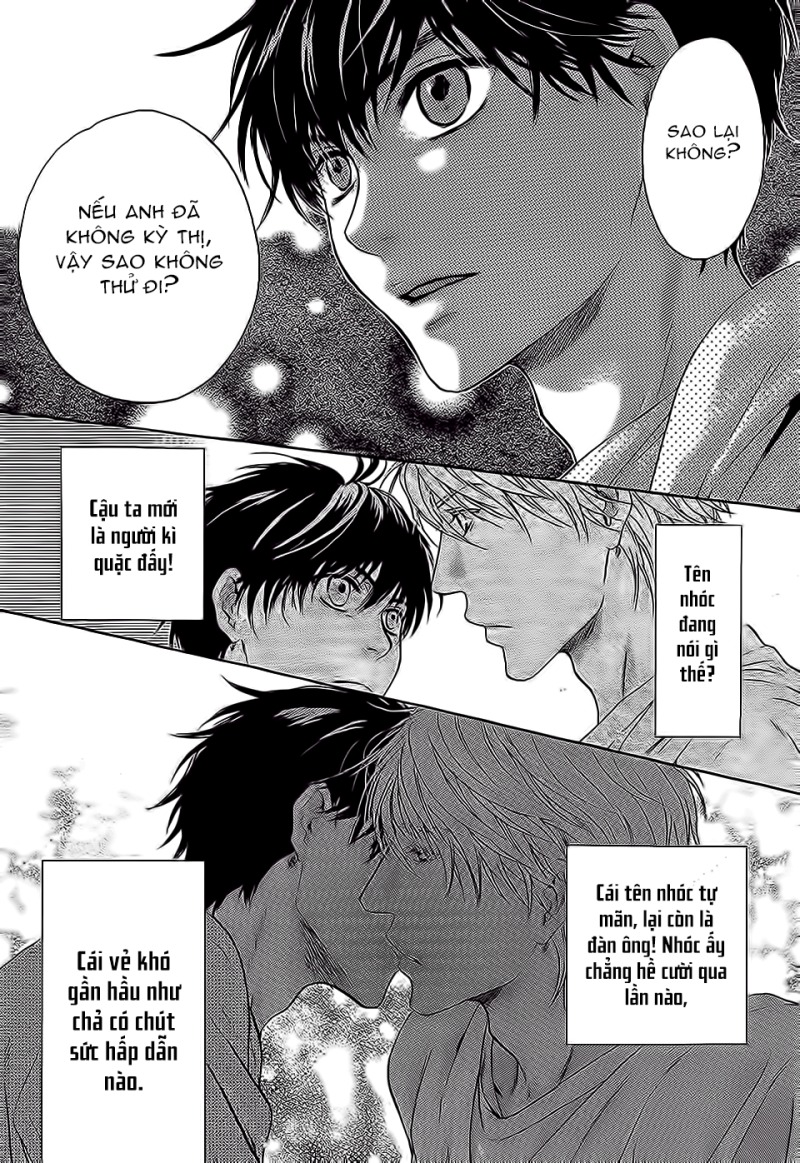 SAO LẠI
KHÔNG?
NẾU ANH ĐÃ
KHÔNG KỲ THỊ,
VẬY SAO KHÔNG
THỬ ĐI?
Tên
nhóc đang
nói gì
thế?
Cậu ta mới
là người kì
quặc đấy!
Cái tên nhóc tự
mãn, lại còn là
đàn ông! Nhóc ấy
chẳng hề cười qua
lần nào,
Cái vẻ khó
gần hầu như
chả có chút
sức hấp dẫn
nào.